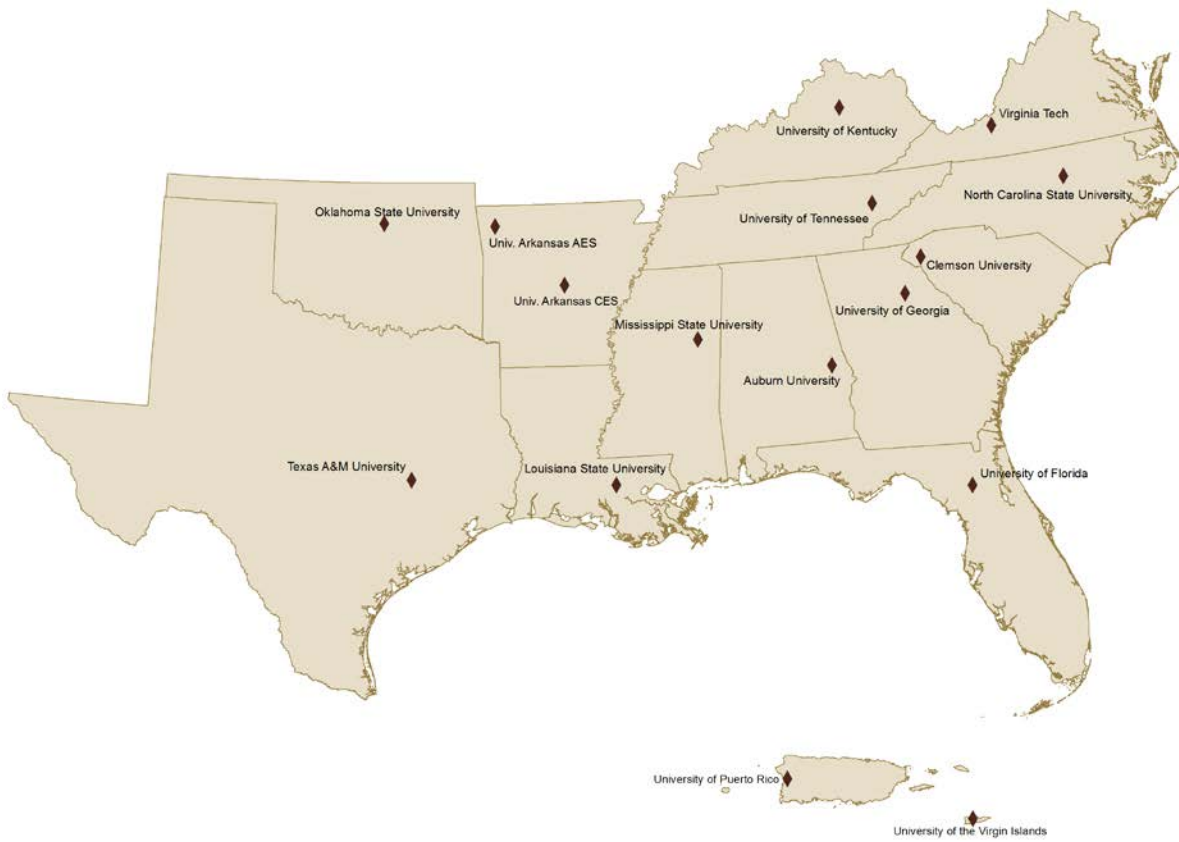 Virginia Tech
University of Kentucky
North Carolina State University
Oklahoma State University
University of Tennessee
Univ. Arkansas AES
Clemson University
Univ. Arkansas CES
University of Georgia
Mississippi State University
Auburn University
Texas A&M University
Louisiana State University
University of Florida
University of Puerto Rico
University of the Virgin Islands